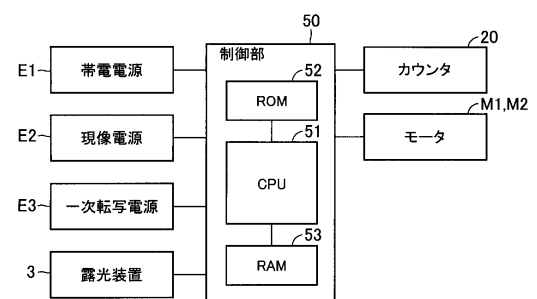 50
制御部
20
E1
帯電電源
52
カウンタ
ROM
M1,M2
E2
現像電源
51
モータ
CPU
E3
一次転写電源
53
3
露光装置
RAM